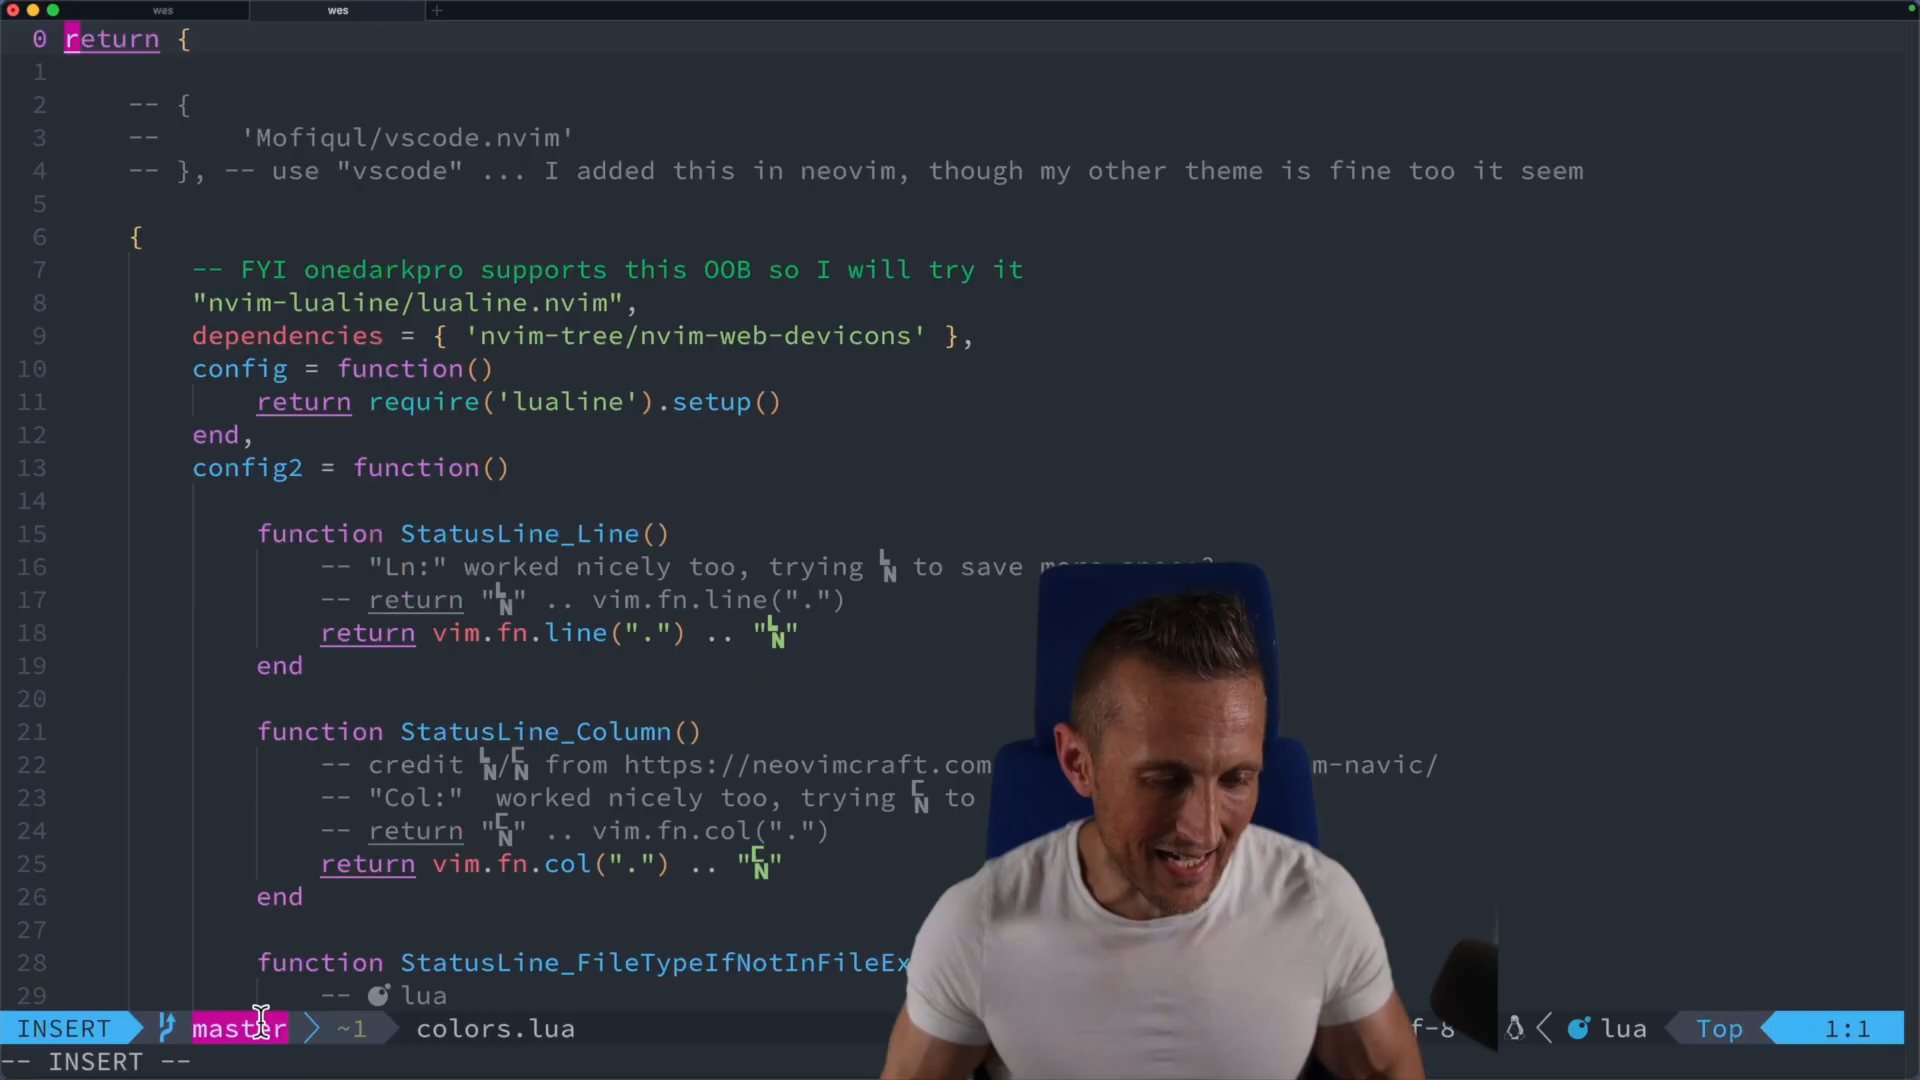 wes
wes
0 return {
1
2 -- {
3 --     'Mofiqul/vscode.nvim'
4 -- }, -- use "vscode" ... I added this in neovim, though my other theme is fine too it seem
5
6 {
7 -- FYI onedarkpro supports this OOB so I will try it
8 "nvim-lualine/lualine.nvim",
9 dependencies = { 'nvim-tree/nvim-web-devicons' },
10 config = function()
11 return require('lualine').setup()
12 end,
13 config2 = function()
14
15 function StatusLine_Line()
16 -- "Ln:" worked nicely too, trying ␊ to save
17 -- return "␊" .. vim.fn.line(".")
18 return vim.fn.line(".") .. "␊"
19 end
20
21 function StatusLine_Column()
22 -- credit ␊/ from https://neovimcraft.com m-navic/
23 -- "Col:"  worked nicely too, trying to
24 -- return "" .. vim.fn.col(".")
25 return vim.fn.col(".") .. ""
26 end
27
28 function StatusLine_FileTypeIfNotInFileEx
29 -- lua
INSERT master ~1 colors.lua f-8 lua Top 1:1
-- INSERT --